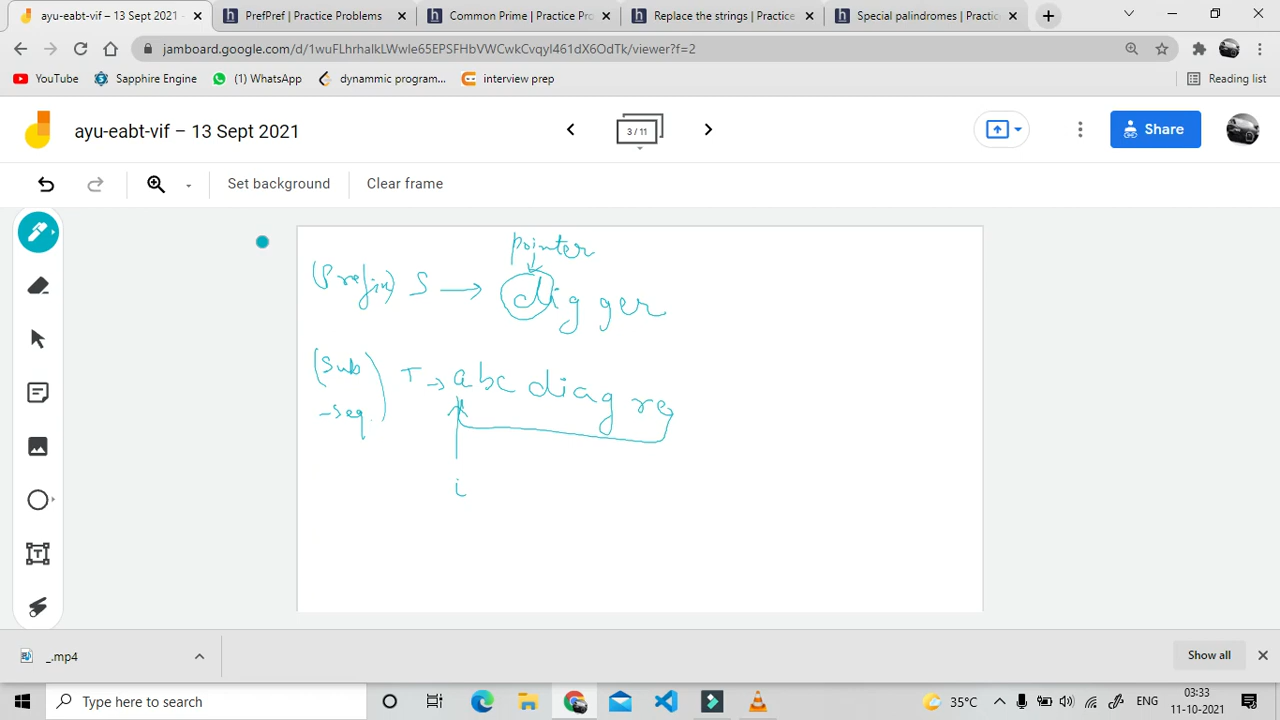 ayu-eabt-vif – 13 Sept 2021
PrefPref | Practice Problems
Common Prime | Practice Pro
Replace the strings | Practice
Special palindromes | Practic
jamboard.google.com/d/1wuFLhrhalkLWwle65EPSFHbVWCwkCvqyl461dX6OdTk/viewer?f=2
YouTube
Sapphire Engine
(1) WhatsApp
dynammic program...
interview prep
Reading list
ayu-eabt-vif – 13 Sept 2021
3 / 11
Share
Set background
Clear frame
pointer
(Prefix) S → digger
(Sub
-seq.)
T → abc diag re
i
_.mp4
Show all
Type here to search
35°C
ENG
03:33
11-10-2021